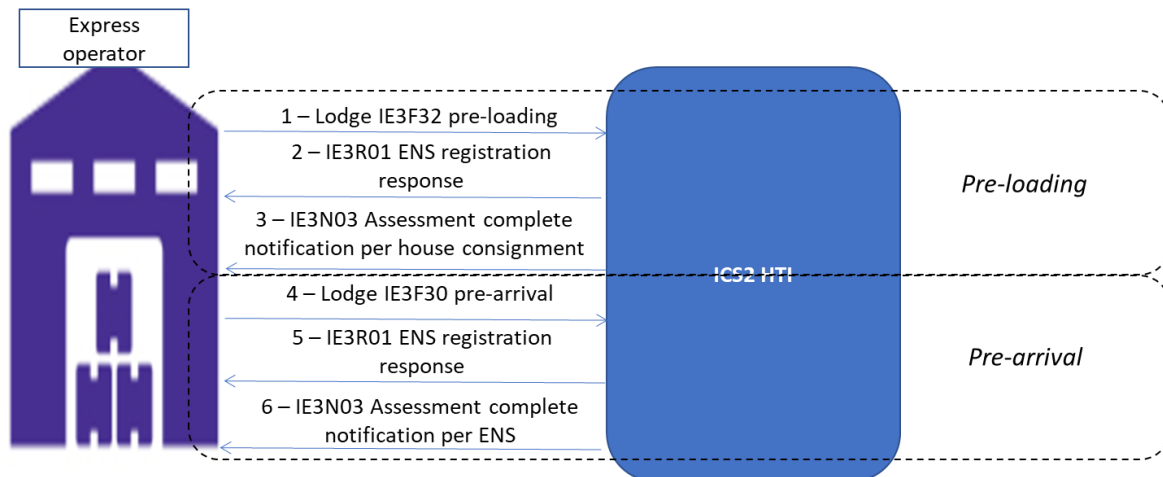 Express
operator
1 – Lodge IE3F32 pre-loading
2 – IE3R01 ENS registration
response
3 – IE3N03 Assessment complete
notification per house consignment
Pre-loading
ICS2 HTI
4 – Lodge IE3F30 pre-arrival
5 – IE3R01 ENS registration
response
Pre-arrival
6 – IE3N03 Assessment complete
notification per ENS